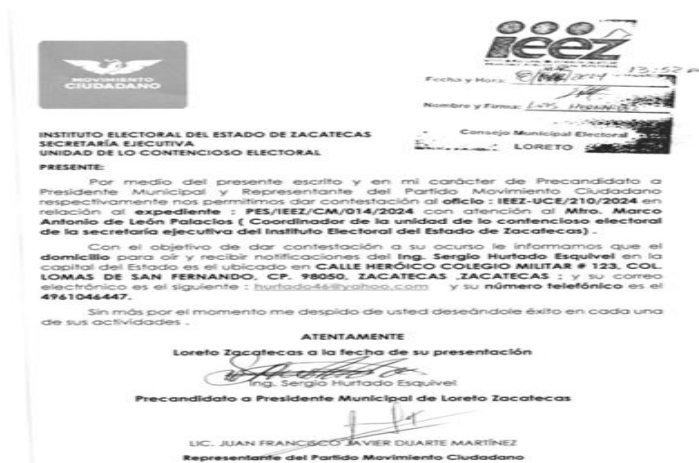 ieez
MOVIMIENTO
CIUDADANO
Fecha y Hora: 2024 13:52
Nombre y Firma: Luis Hernández
Consejo Municipal Electoral
LORETO
INSTITUTO ELECTORAL DEL ESTADO DE ZACATECAS
SECRETARÍA EJECUTIVA
UNIDAD DE LO CONTENCIOSO ELECTORAL
PRESENTE:
Por medio del presente escrito y en mi carácter de Precandidato a
Presidente Municipal y Representante del Partido Movimiento Ciudadano
respectivamente nos permitimos dar contestación al oficio : IEEZ-UCE/210/2024 en
relación al expediente : PES/IEEZ/CM/014/2024 con atención al Mtro. Marco
Antonio de León Palacios ( Coordinador de la unidad de lo contencioso electoral
de la secretaría ejecutiva del Instituto Electoral del Estado de Zacatecas) .
Con el objetivo de dar contestación a su ocurso le informamos que el
domicilio para oír y recibir notificaciones del Ing. Sergio Hurtado Esquivel en la
capital del Estado es el ubicado en CALLE HERÓICO COLEGIO MILITAR # 123, COL.
LOMAS DE SAN FERNANDO, CP. 98050, ZACATECAS ,ZACATECAS ; y su correo
electrónico es el siguiente : hurtado46@yahoo.com y su número telefónico es el
4961046447.
Sin más por el momento me despido de usted deseándole éxito en cada una
de sus actividades .
ATENTAMENTE
Loreto Zacatecas a la fecha de su presentación
Ing. Sergio Hurtado Esquivel
Precandidato a Presidente Municipal de Loreto Zacatecas
LIC. JUAN FRANCISCO JAVIER DUARTE MARTÍNEZ
Representante del Partido Movimiento Ciudadano